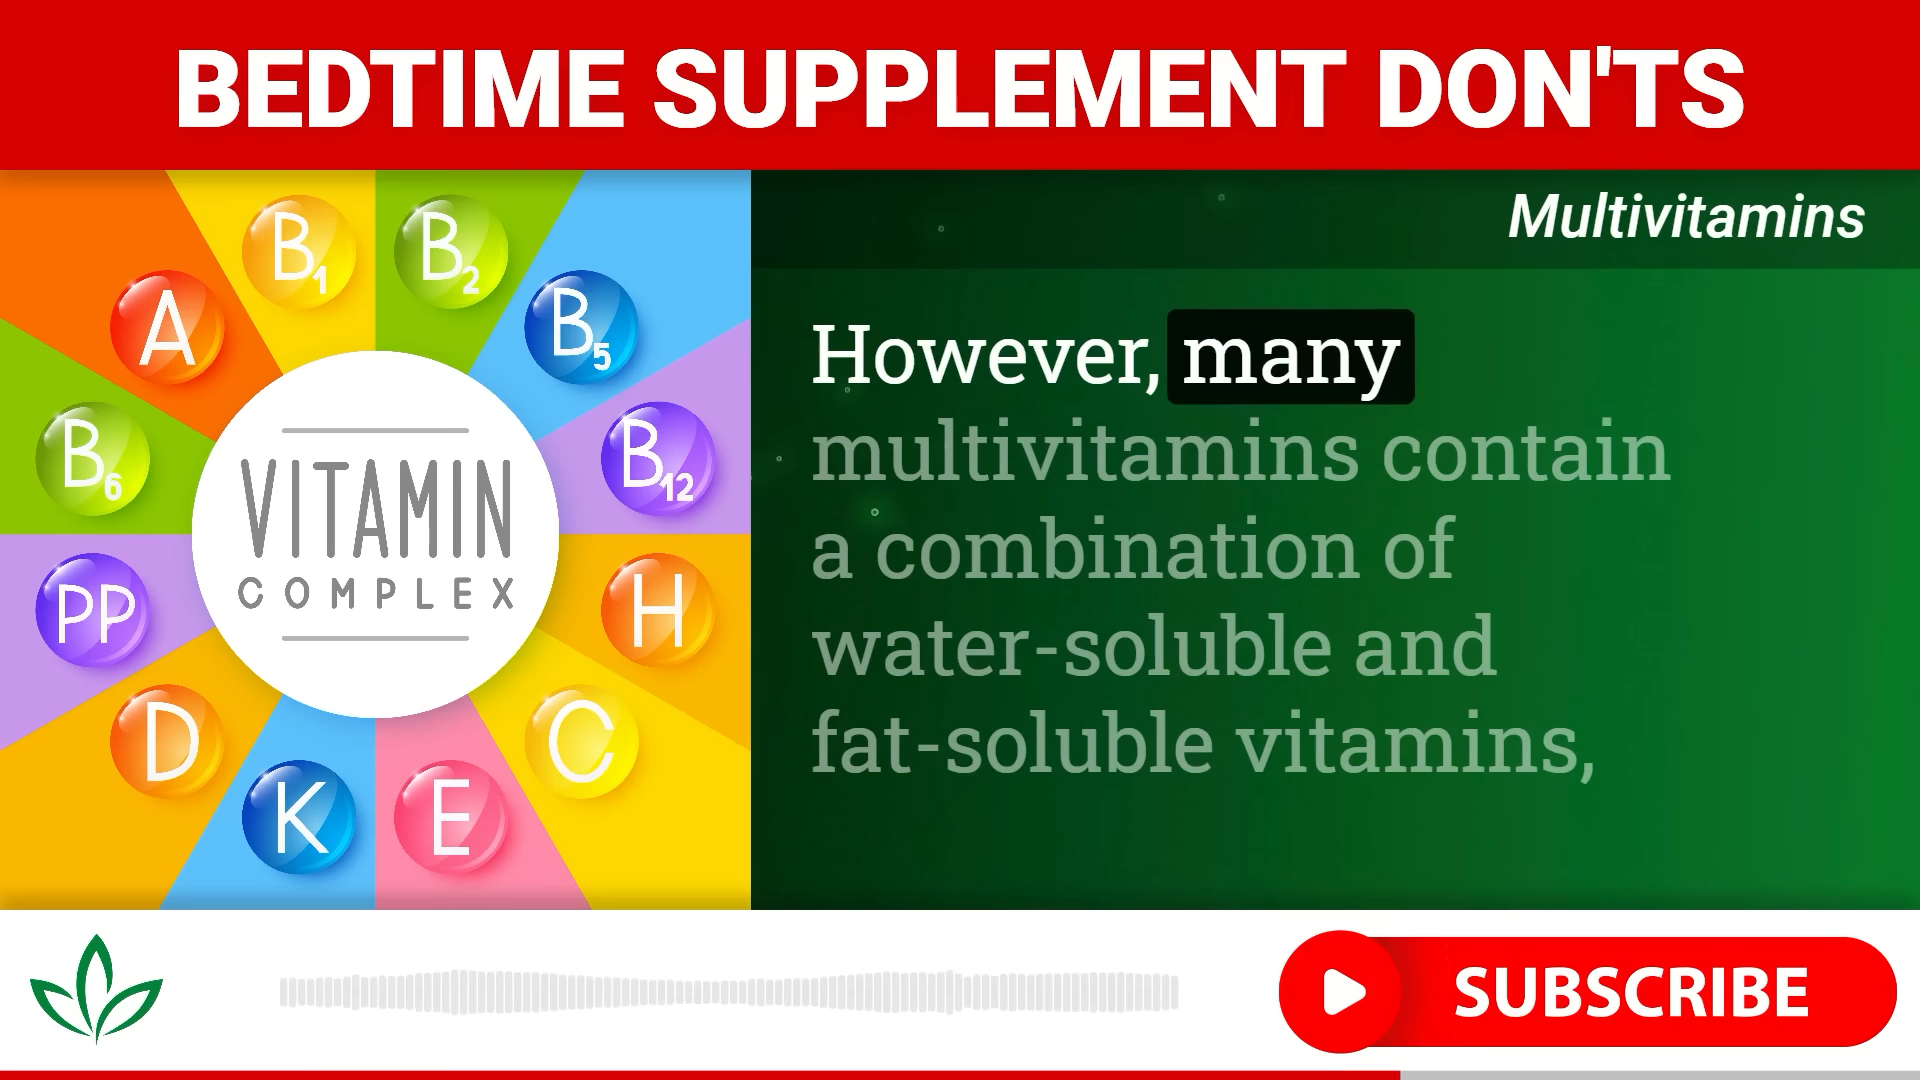 BEDTIME SUPPLEMENT DON'TS
Multivitamins
B1
B2
A
B5
B6
B12
VITAMIN
COMPLEX
PP
H
D
C
K
E
However, many
multivitamins contain
a combination of
water-soluble and
fat-soluble vitamins,
SUBSCRIBE